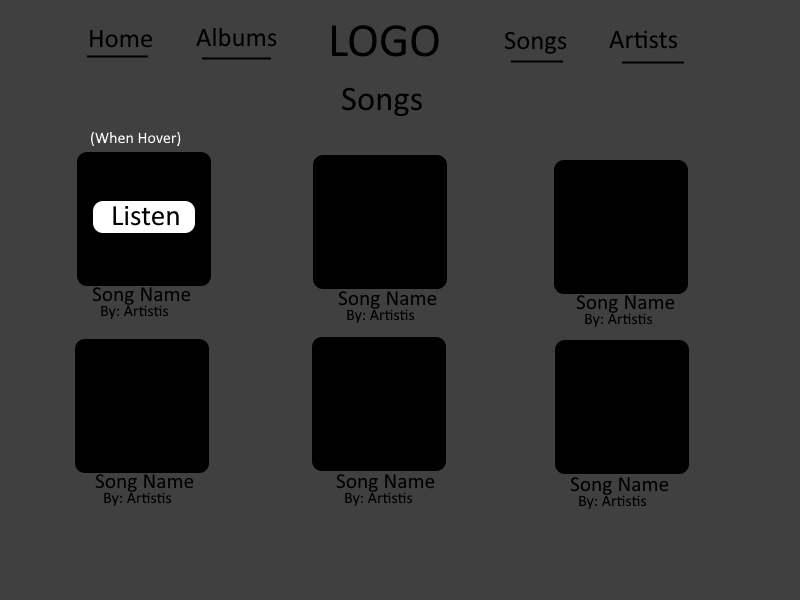 Home Albums LOGO Songs Artists
Songs
(When Hover)
Listen
Song Name Song Name Song Name
By: Artistis By: Artistis By: Artistis
Song Name Song Name Song Name
By: Artistis By: Artistis By: Artistis